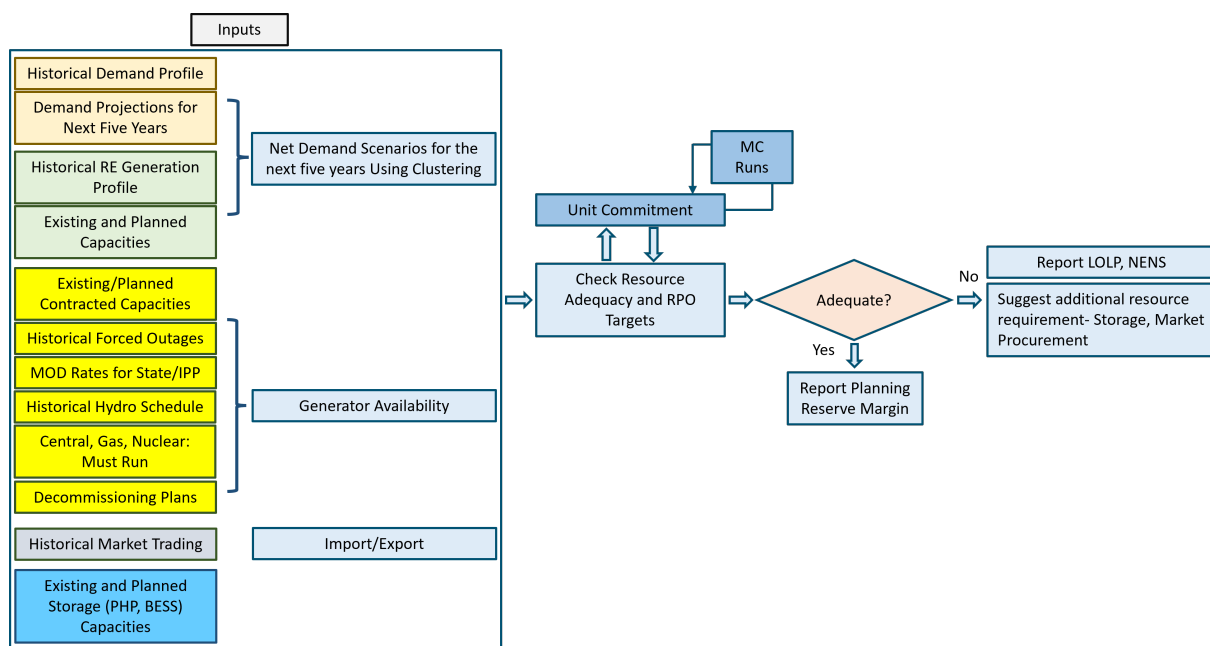 Inputs
Historical Demand Profile
Demand Projections for
Next Five Years
Historical RE Generation
Profile
Existing and Planned
Capacities
Net Demand Scenarios for the
next five years Using Clustering
Existing/Planned
Contracted Capacities
Historical Forced Outages
MOD Rates for State/IPP
Historical Hydro Schedule
Central, Gas, Nuclear:
Must Run
Decommissioning Plans
Generator Availability
Historical Market Trading
Import/Export
Existing and Planned
Storage (PHP, BESS)
Capacities
MC
Runs
Unit Commitment
Check Resource
Adequacy and RPO
Targets
Adequate?
No
Report LOLP, NENS
Suggest additional resource
requirement- Storage, Market
Procurement
Yes
Report Planning
Reserve Margin